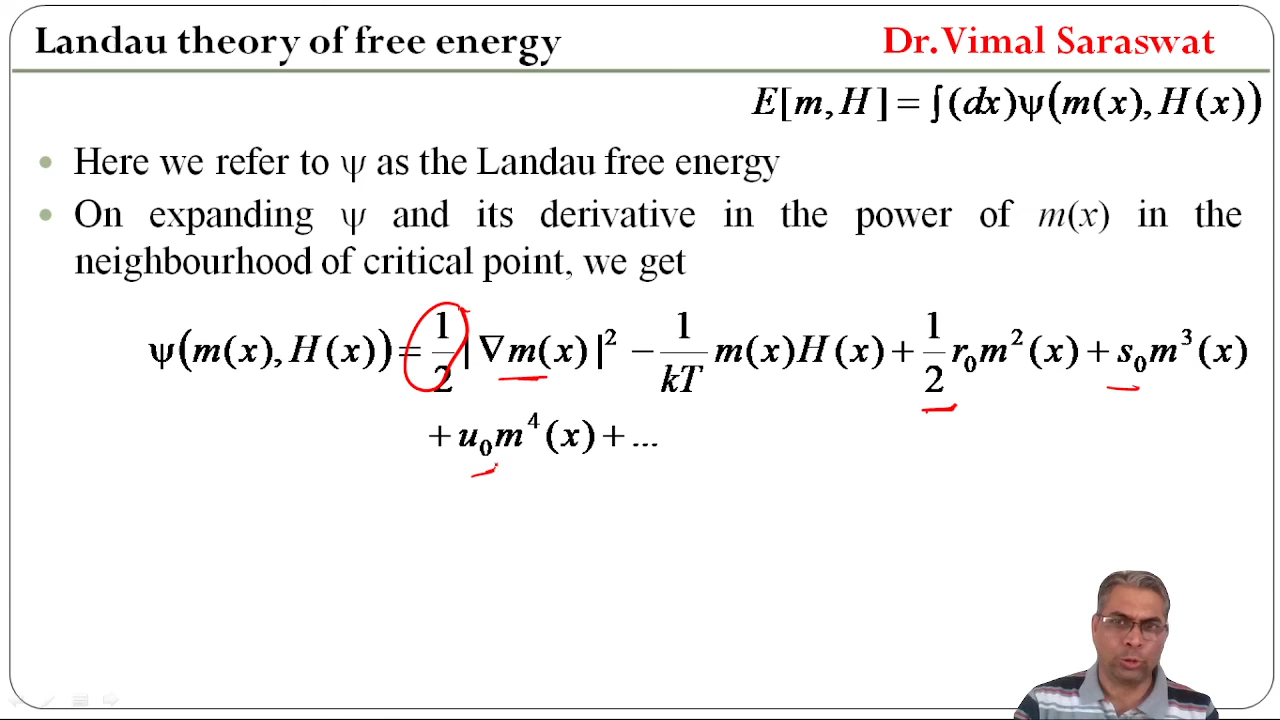 Landau theory of free energy Dr. Vimal Saraswat
E[m, H] = ∫(dx)ψ(m(x), H(x))
• Here we refer to ψ as the Landau free energy
• On expanding ψ and its derivative in the power of m(x) in the
neighbourhood of critical point, we get
ψ(m(x), H(x)) = 1/2 |∇m(x)|² − 1/kT m(x)H(x) + 1/2 r₀m²(x) + s₀m³(x)
+ u₀m⁴(x) + ...